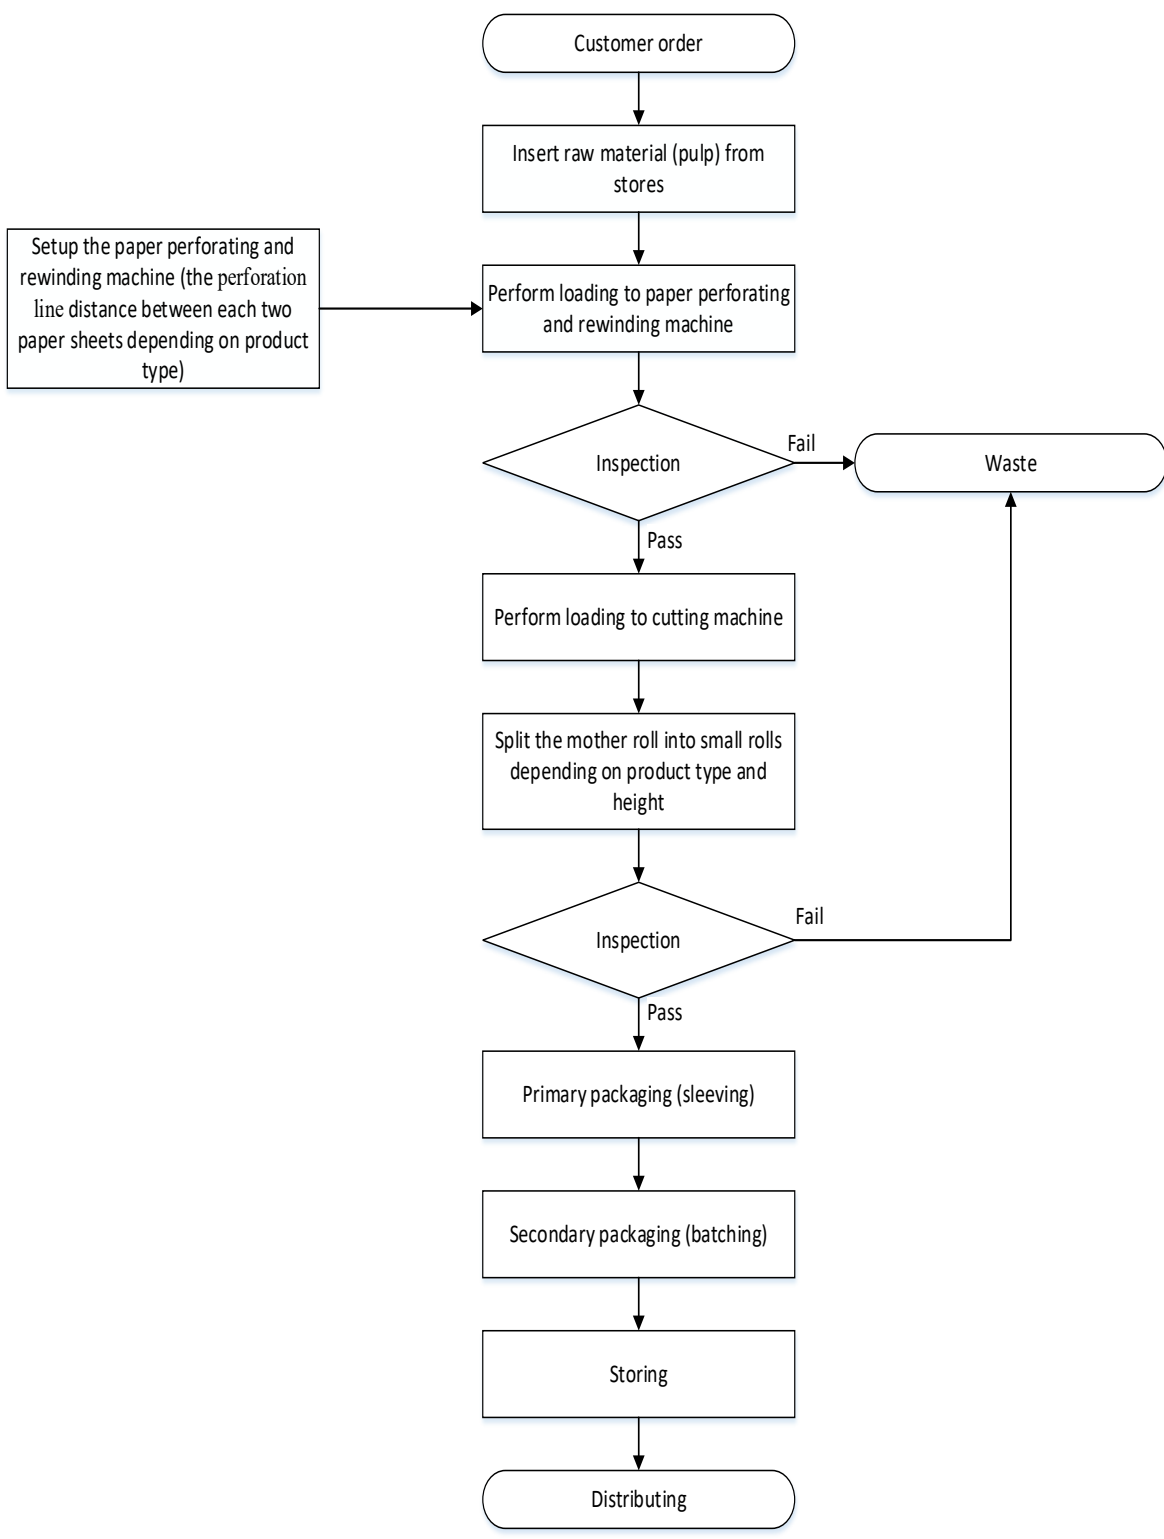 Customer order
Insert raw material (pulp) from
stores
Setup the paper perforating and
rewinding machine (the perforation
line distance between each two
paper sheets depending on product
type)
Perform loading to paper perforating
and rewinding machine
Inspection
Fail
Waste
Pass
Perform loading to cutting machine
Split the mother roll into small rolls
depending on product type and
height
Inspection
Fail
Pass
Primary packaging (sleeving)
Secondary packaging (batching)
Storing
Distributing